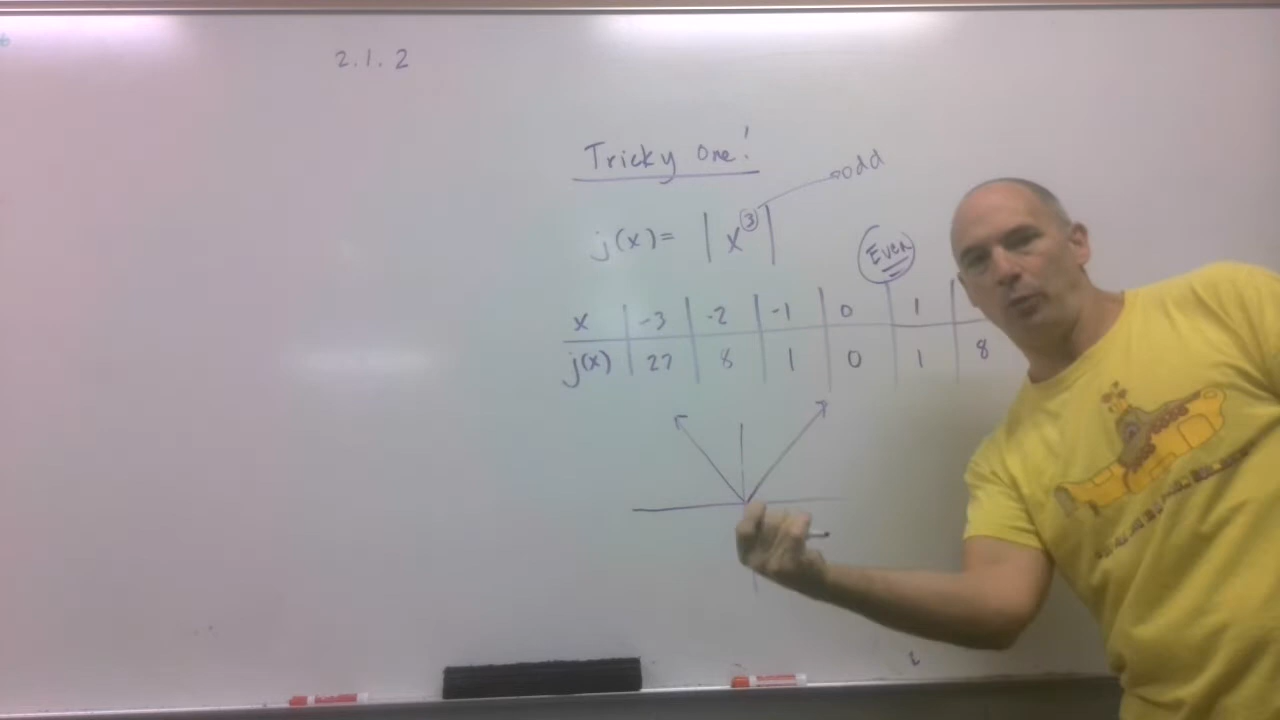 2.1.2
Tricky One!
odd
j(x)= |x³|
Even
x | -3 | -2 | -1 | 0 | 1 |
j(x) | 27 | 8 | 1 | 0 | 1 | 8